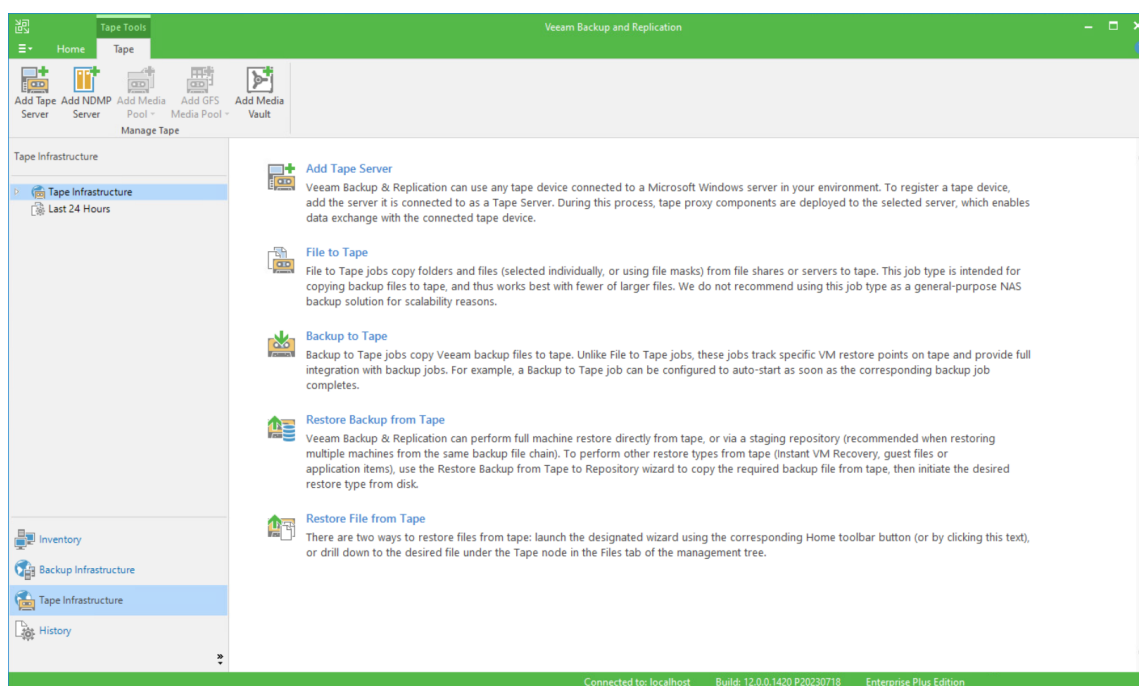 Tape Tools
Veeam Backup and Replication
Home
Tape
Add Tape
Server
Add NDMP
Server
Add Media
Pool
Add GFS
Media Pool
Add Media
Vault
Manage Tape
Tape Infrastructure
Tape Infrastructure
Last 24 Hours
Add Tape Server
Veeam Backup & Replication can use any tape device connected to a Microsoft Windows server in your environment. To register a tape device,
add the server it is connected to as a Tape Server. During this process, tape proxy components are deployed to the selected server, which enables
data exchange with the connected tape device.
File to Tape
File to Tape jobs copy folders and files (selected individually, or using file masks) from file shares or servers to tape. This job type is intended for
copying backup files to tape, and thus works best with fewer of larger files. We do not recommend using this job type as a general-purpose NAS
backup solution for scalability reasons.
Backup to Tape
Backup to Tape jobs copy Veeam backup files to tape. Unlike File to Tape jobs, these jobs track specific VM restore points on tape and provide full
integration with backup jobs. For example, a Backup to Tape job can be configured to auto-start as soon as the corresponding backup job
completes.
Restore Backup from Tape
Veeam Backup & Replication can perform full machine restore directly from tape, or via a staging repository (recommended when restoring
multiple machines from the same backup file chain). To perform other restore types from tape (Instant VM Recovery, guest files or
application items), use the Restore Backup from Tape to Repository wizard to copy the required backup file from tape, then initiate the desired
restore type from disk.
Restore File from Tape
There are two ways to restore files from tape: launch the designated wizard using the corresponding Home toolbar button (or by clicking this text),
or drill down to the desired file under the Tape node in the Files tab of the management tree.
Inventory
Backup Infrastructure
Tape Infrastructure
History
Connected to: localhost
Build: 12.0.0.1420 P20230718
Enterprise Plus Edition